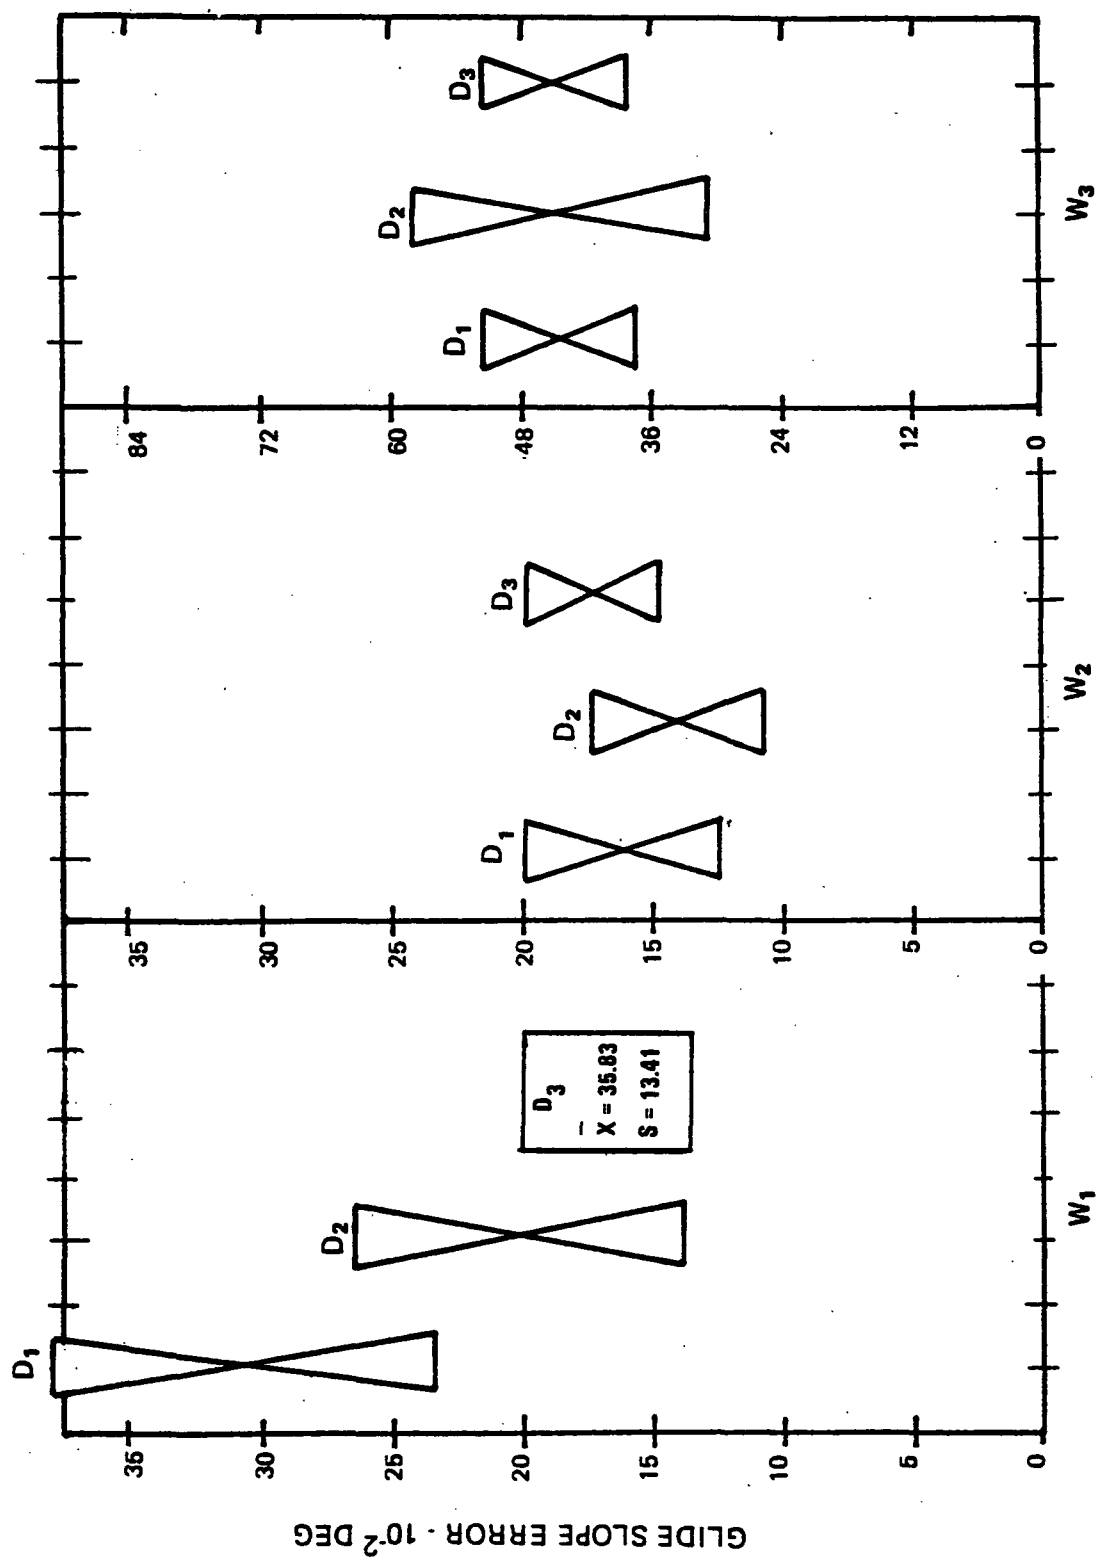 GLIDE SLOPE ERROR - 10⁻² DEG
35
30
25
20
15
10
5
0
D₁
D₂
D₃
X̄ = 35.83
S = 13.41
W₁
35
30
25
20
15
10
5
0
D₁
D₂
D₃
W₂
84
72
60
48
36
24
12
0
D₁
D₂
D₃
W₃